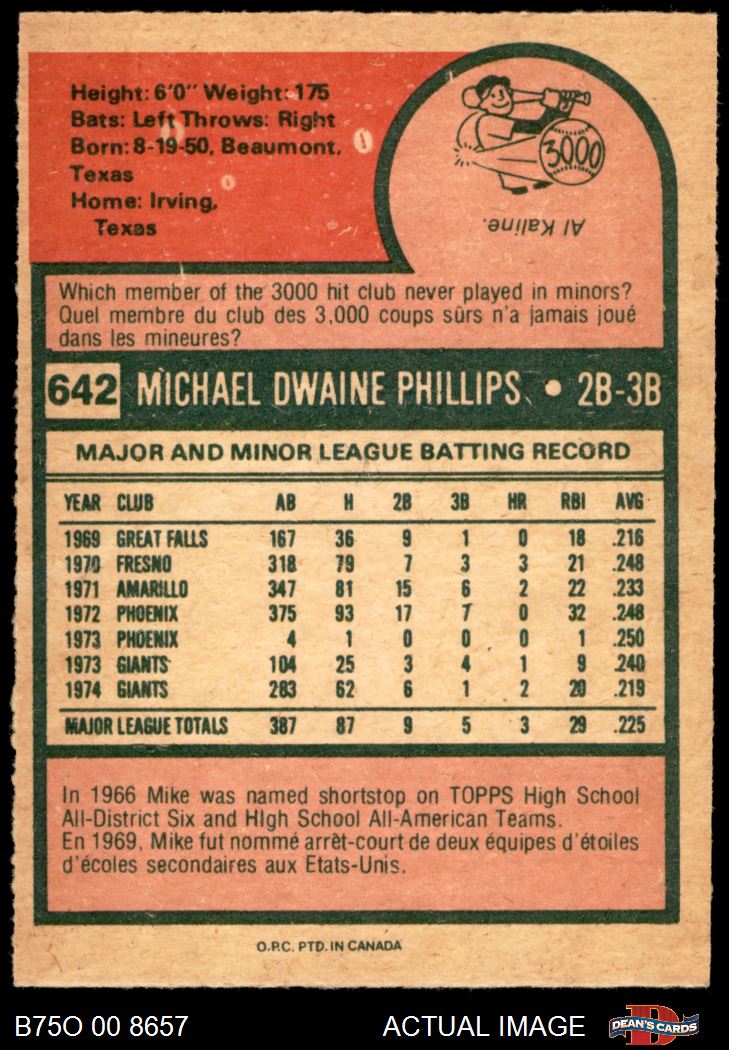 Height: 6'0" Weight: 175
Bats: Left Throws: Right
Born: 8-19-50, Beaumont,
Texas
Home: Irving,
Texas
3000
Al Kaline.
Which member of the 3000 hit club never played in minors?
Quel membre du club des 3,000 coups sûrs n'a jamais joué
dans les mineures?
642 MICHAEL DWAINE PHILLIPS • 2B-3B
MAJOR AND MINOR LEAGUE BATTING RECORD
YEAR CLUB AB H 2B 3B HR RBI AVG
1969 GREAT FALLS 167 36 9 1 0 18 .216
1970 FRESNO 318 79 7 3 3 21 .248
1971 AMARILLO 347 81 15 6 2 22 .233
1972 PHOENIX 375 93 17 7 0 32 .248
1973 PHOENIX 4 1 0 0 0 1 .250
1973 GIANTS 104 25 3 4 1 9 .240
1974 GIANTS 283 62 6 1 2 20 .219
MAJOR LEAGUE TOTALS 387 87 9 5 3 29 .225
In 1966 Mike was named shortstop on TOPPS High School
All-District Six and HIgh School All-American Teams.
En 1969, Mike fut nommé arrêt-court de deux équipes d'étoiles
d'écoles secondaires aux Etats-Unis.
O.P.C. PTD. IN CANADA
B75O 00 8657 ACTUAL IMAGE DEAN'S CARDS